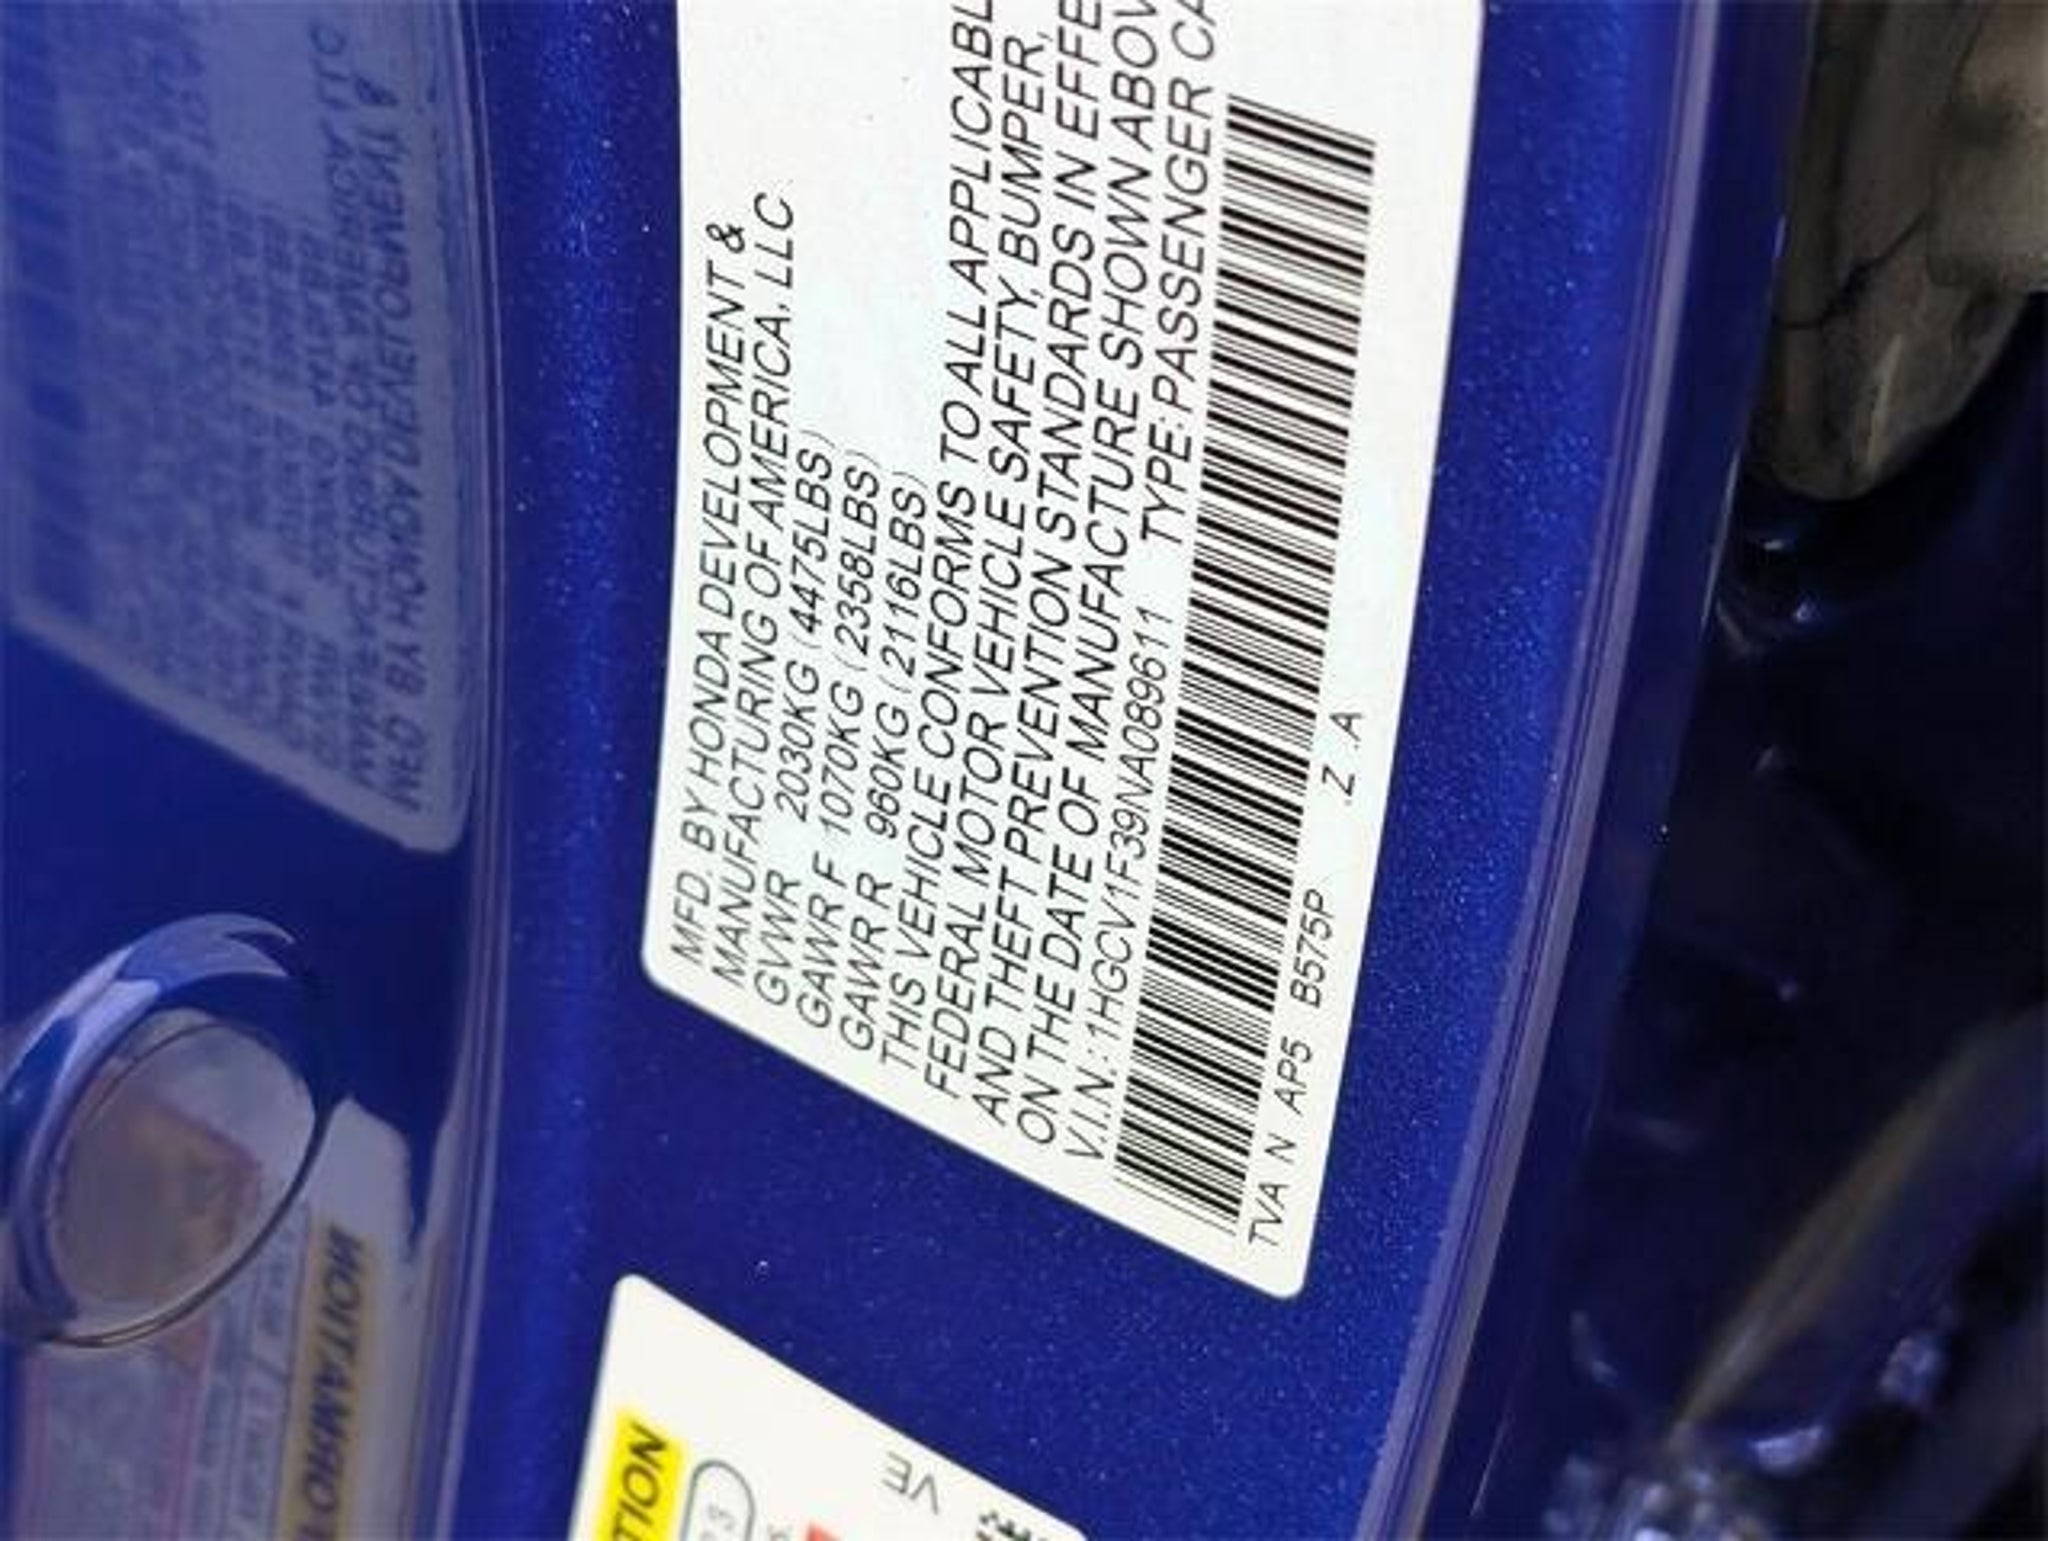 MFD. BY HONDA DEVELOPMENT &
MANUFACTURING OF AMERICA, LLC
GVWR 2030KG (4475LBS)
GAWR F 1070KG (2358LBS)
GAWR R 960KG (2116LBS)
THIS VEHICLE CONFORMS TO ALL APPLICABL
FEDERAL MOTOR VEHICLE SAFETY, BUMPER,
AND THEFT PREVENTION STANDARDS IN EFFE
ON THE DATE OF MANUFACTURE SHOWN ABOV
V.I.N.: 1HGCV1F39NA089611 TYPE: PASSENGER CA
TVA N AP5 B575P .Z .A
TION
VE